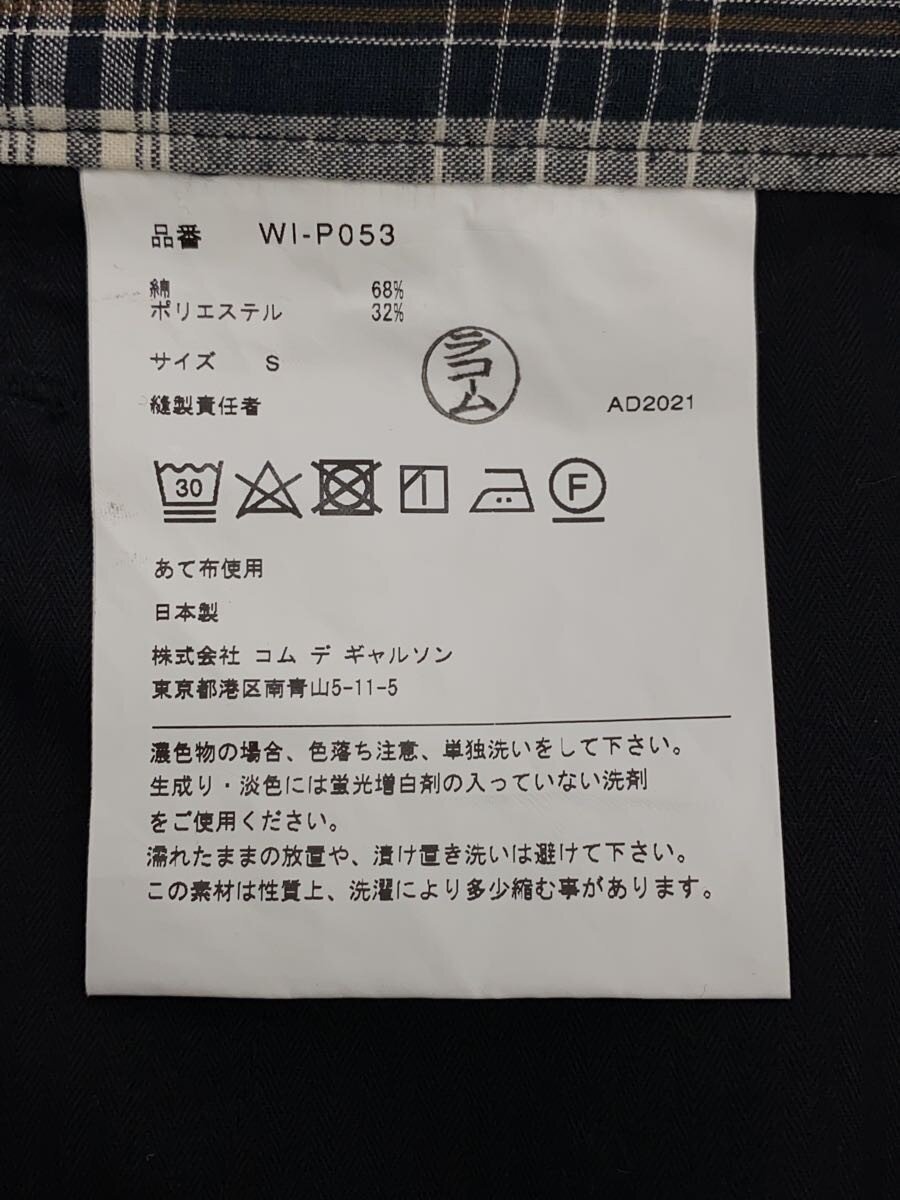 品番 WI-P053
綿 68%
ポリエステル 32%
サイズ S
ラコーム
縫製責任者
AD2021
30
F
あて布使用
日本製
株式会社 コム デ ギャルソン
東京都港区南青山5-11-5
濃色物の場合、色落ち注意、単独洗いをして下さい。
生成り・淡色には蛍光増白剤の入っていない洗剤
をご使用ください。
濡れたままの放置や、漬け置き洗いは避けて下さい。
この素材は性質上、洗濯により多少縮む事があります。